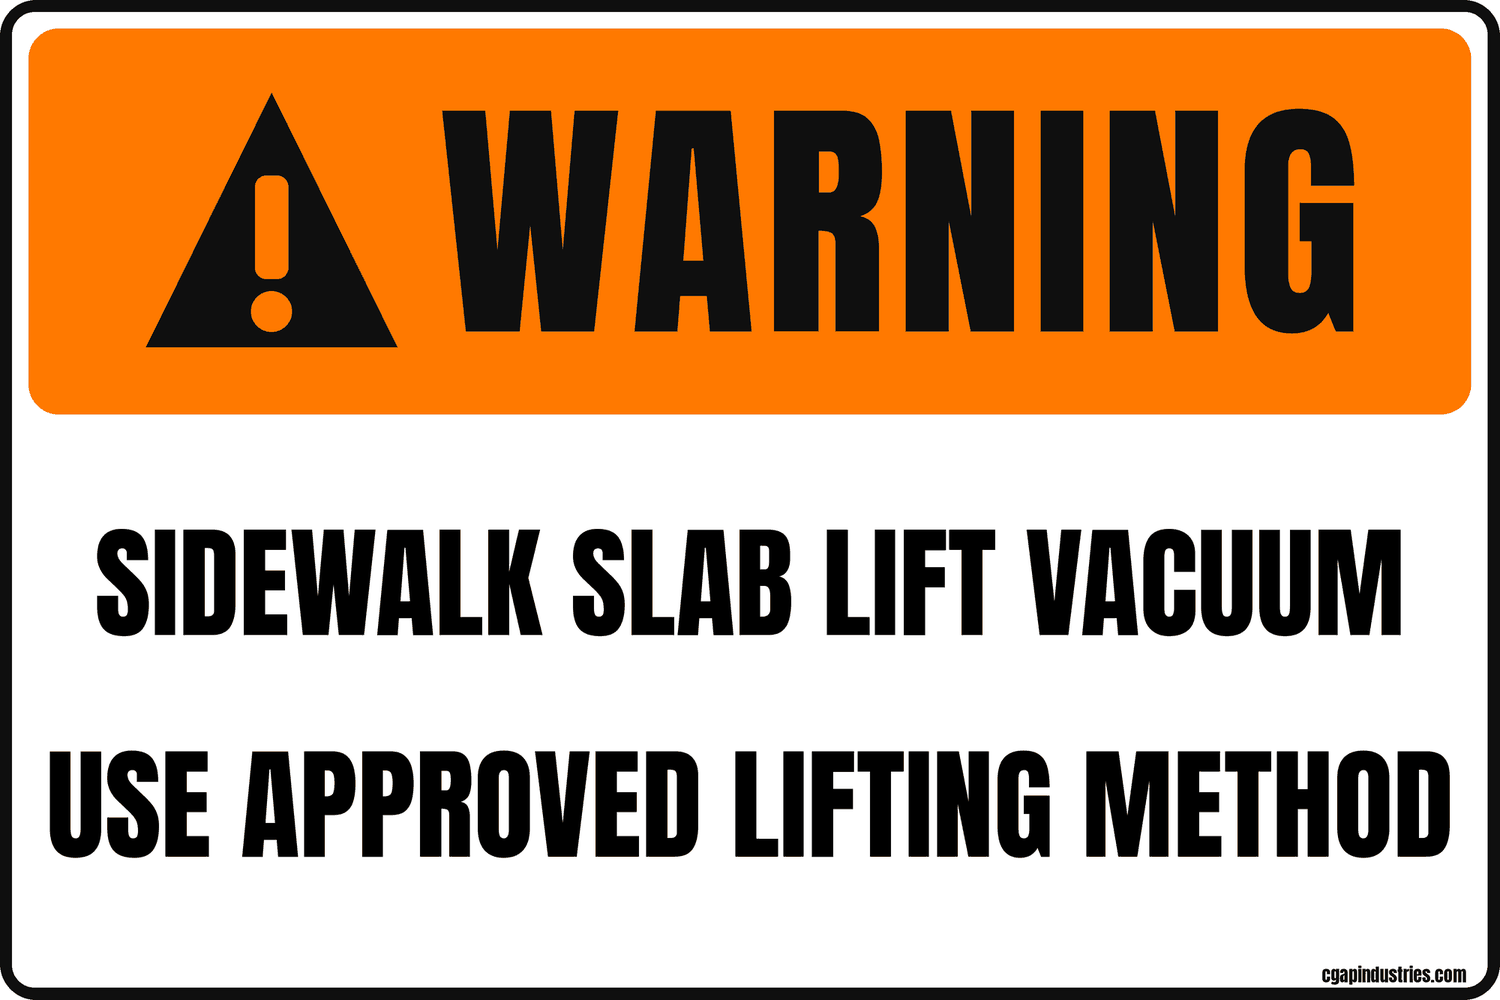 WARNING
SIDEWALK SLAB LIFT VACUUM
USE APPROVED LIFTING METHOD
cgapindustries.com